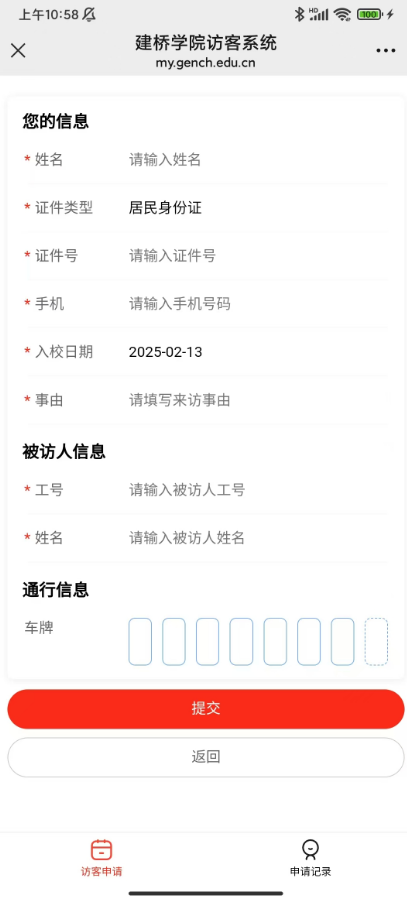 上午10:58
HD
100
建桥学院访客系统
my.gench.edu.cn
您的信息
* 姓名 请输入姓名
* 证件类型 居民身份证
* 证件号 请输入证件号
* 手机 请输入手机号码
* 入校日期 2025-02-13
* 事由 请填写来访事由
被访人信息
* 工号 请输入被访人工号
* 姓名 请输入被访人姓名
通行信息
车牌
提交
返回
访客申请 申请记录